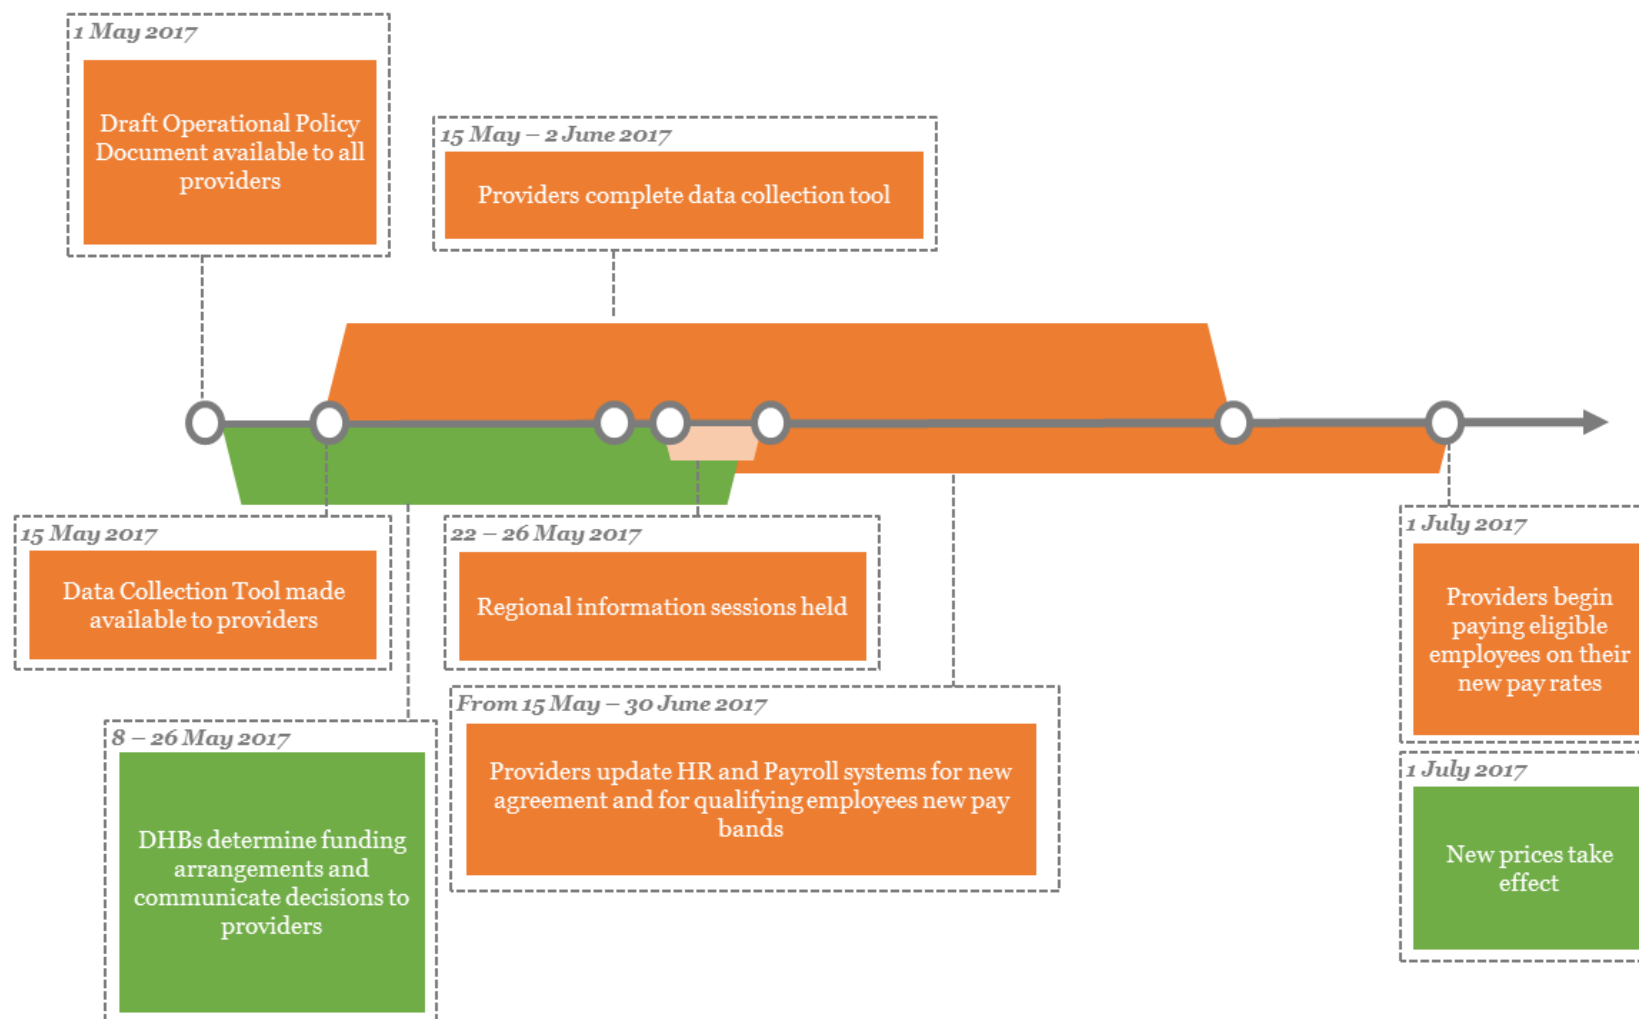 1 May 2017
Draft Operational Policy
Document available to all
providers
15 May – 2 June 2017
Providers complete data collection tool
15 May 2017
Data Collection Tool made
available to providers
22 – 26 May 2017
Regional information sessions held
1 July 2017
Providers begin
paying eligible
employees on their
new pay rates
8 – 26 May 2017
DHBs determine funding
arrangements and
communicate decisions to
providers
From 15 May – 30 June 2017
Providers update HR and Payroll systems for new
agreement and for qualifying employees new pay
bands
1 July 2017
New prices take
effect